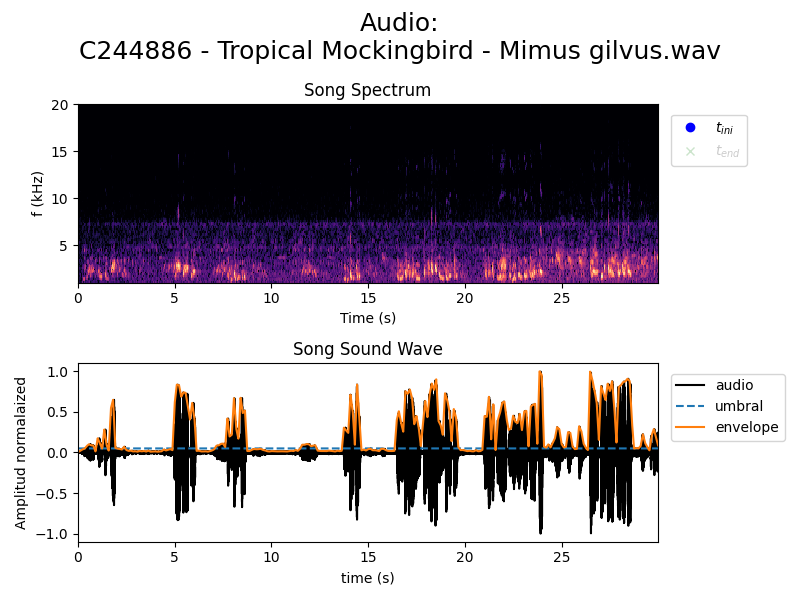 Audio:
C244886 - Tropical Mockingbird - Mimus gilvus.wav
Song Spectrum
20
15
10
5
f (kHz)
0 5 10 15 20 25
Time (s)
t_ini
t_end
Song Sound Wave
1.0
0.5
0.0
−0.5
−1.0
Amplitud normalaized
0 5 10 15 20 25
time (s)
audio
umbral
envelope